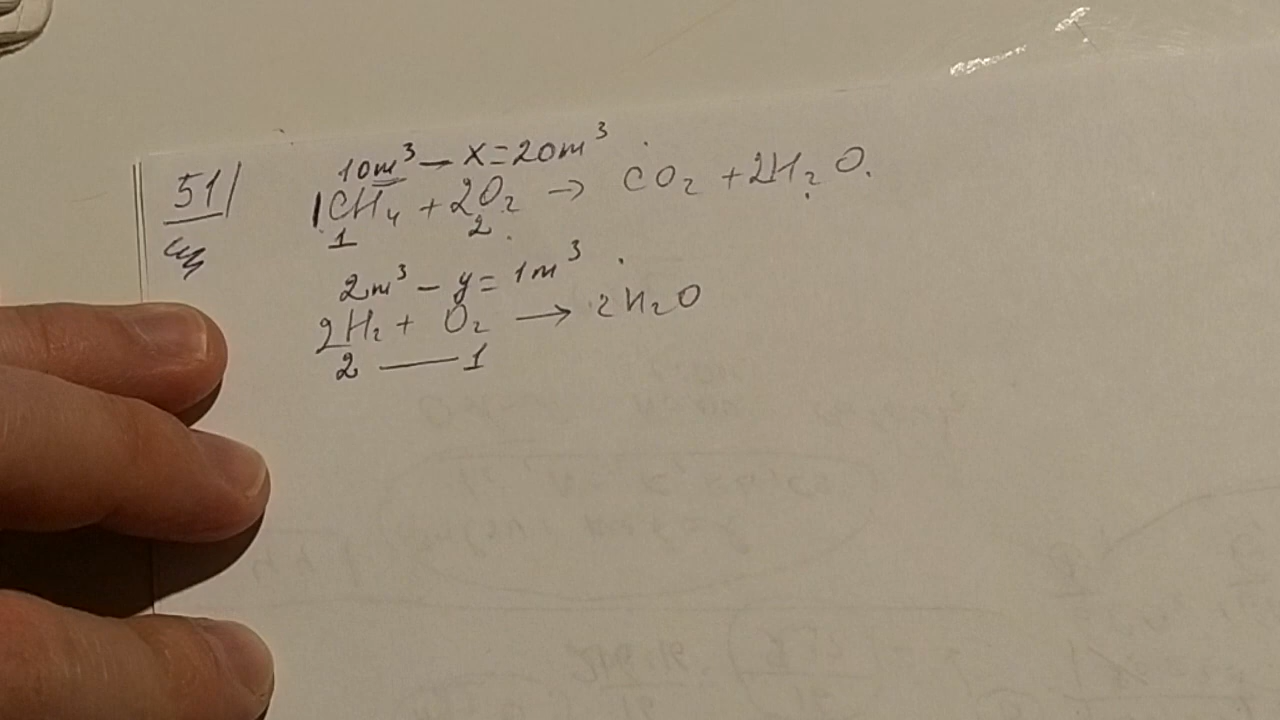 51
10m³ — x = 20m³
1CH₄ + 2O₂ → CO₂ + 2H₂O.
1 2
2m³ — y = 1m³
2H₂ + O₂ → 2H₂O
2 — 1